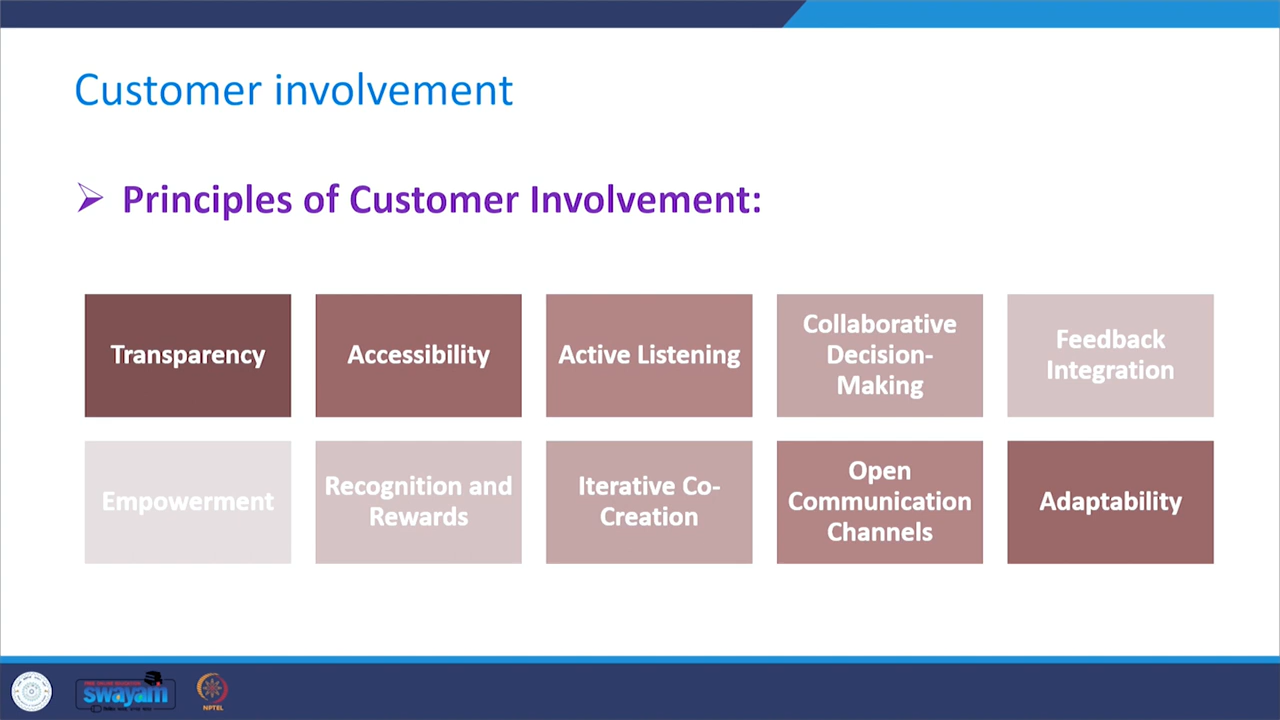 Customer involvement
Principles of Customer Involvement:
Transparency
Accessibility
Active Listening
Collaborative
Decision-
Making
Feedback
Integration
Empowerment
Recognition and
Rewards
Iterative Co-
Creation
Open
Communication
Channels
Adaptability
swayam
NPTEL